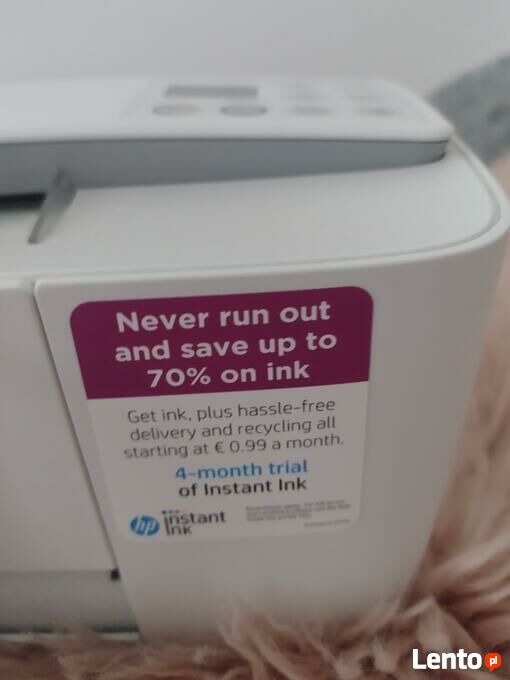 Never run out
and save up to
70% on ink
Get ink, plus hassle-free
delivery and recycling all
starting at € 0.99 a month.
4-month trial
of Instant Ink
hp instant
ink
Lento.pl